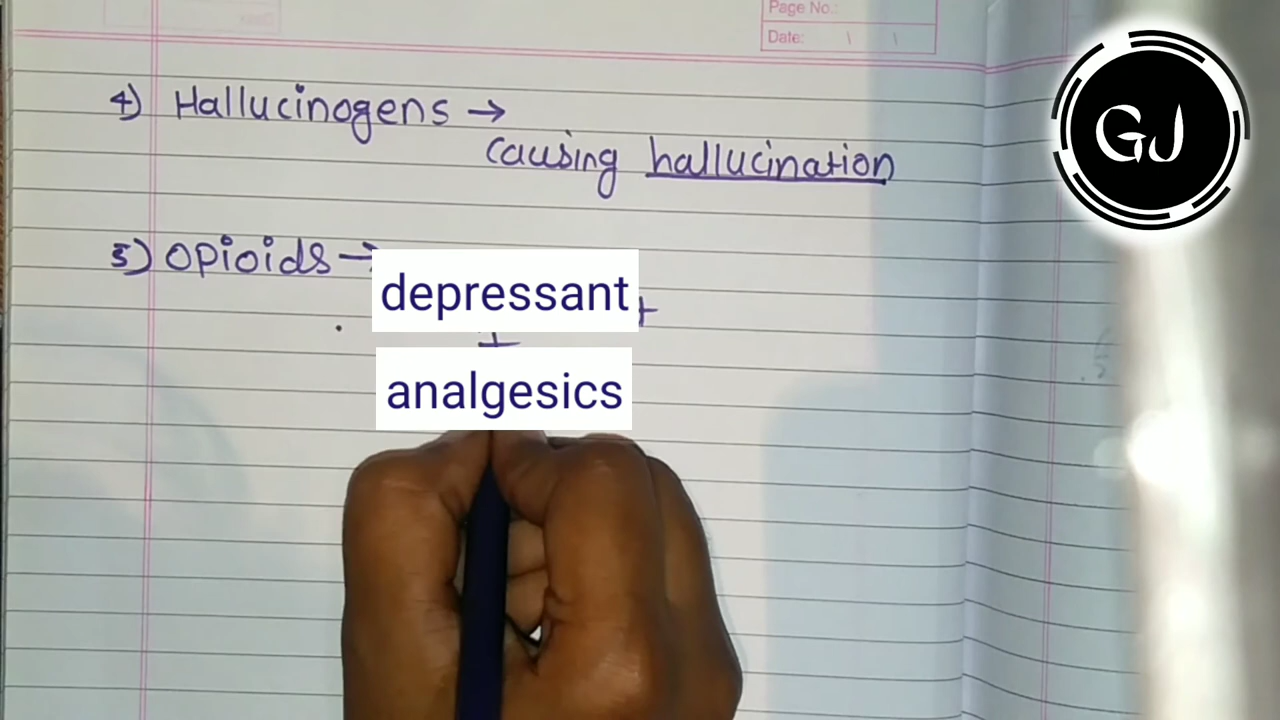 Page No.:
Date: \ \
GJ
4) Hallucinogens →
causing hallucination
5) Opioids →
depressant
+
analgesics